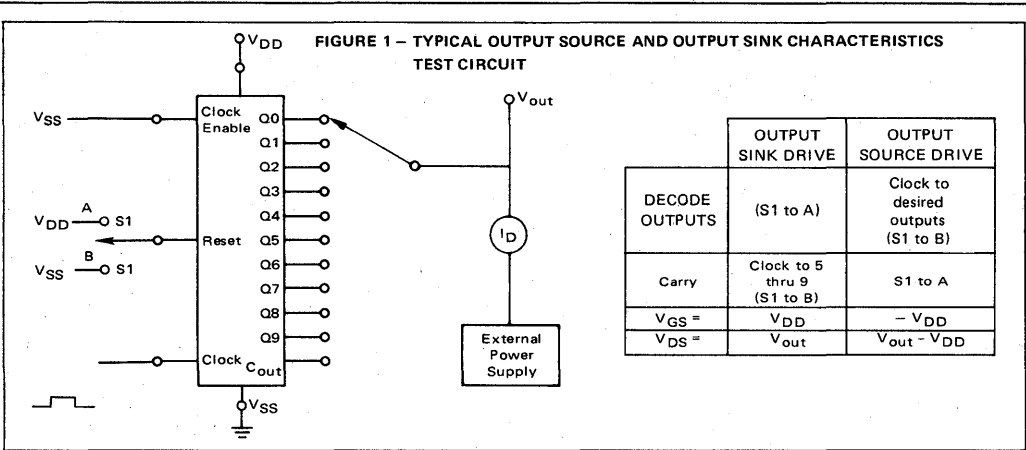 FIGURE 1 – TYPICAL OUTPUT SOURCE AND OUTPUT SINK CHARACTERISTICS
TEST CIRCUIT
VDD
Vout
VSS
Clock
Enable
Q0
Q1
Q2
Q3
Q4
Q5
Q6
Q7
Q8
Q9
Cout
A
VDD
S1
Reset
B
VSS
S1
Clock
VSS
ID
External
Power
Supply
OUTPUT
SINK DRIVE
OUTPUT
SOURCE DRIVE
DECODE
OUTPUTS
(S1 to A)
Clock to
desired
outputs
(S1 to B)
Carry
Clock to 5
thru 9
(S1 to B)
S1 to A
VGS =
VDD
– VDD
VDS =
Vout
Vout – VDD